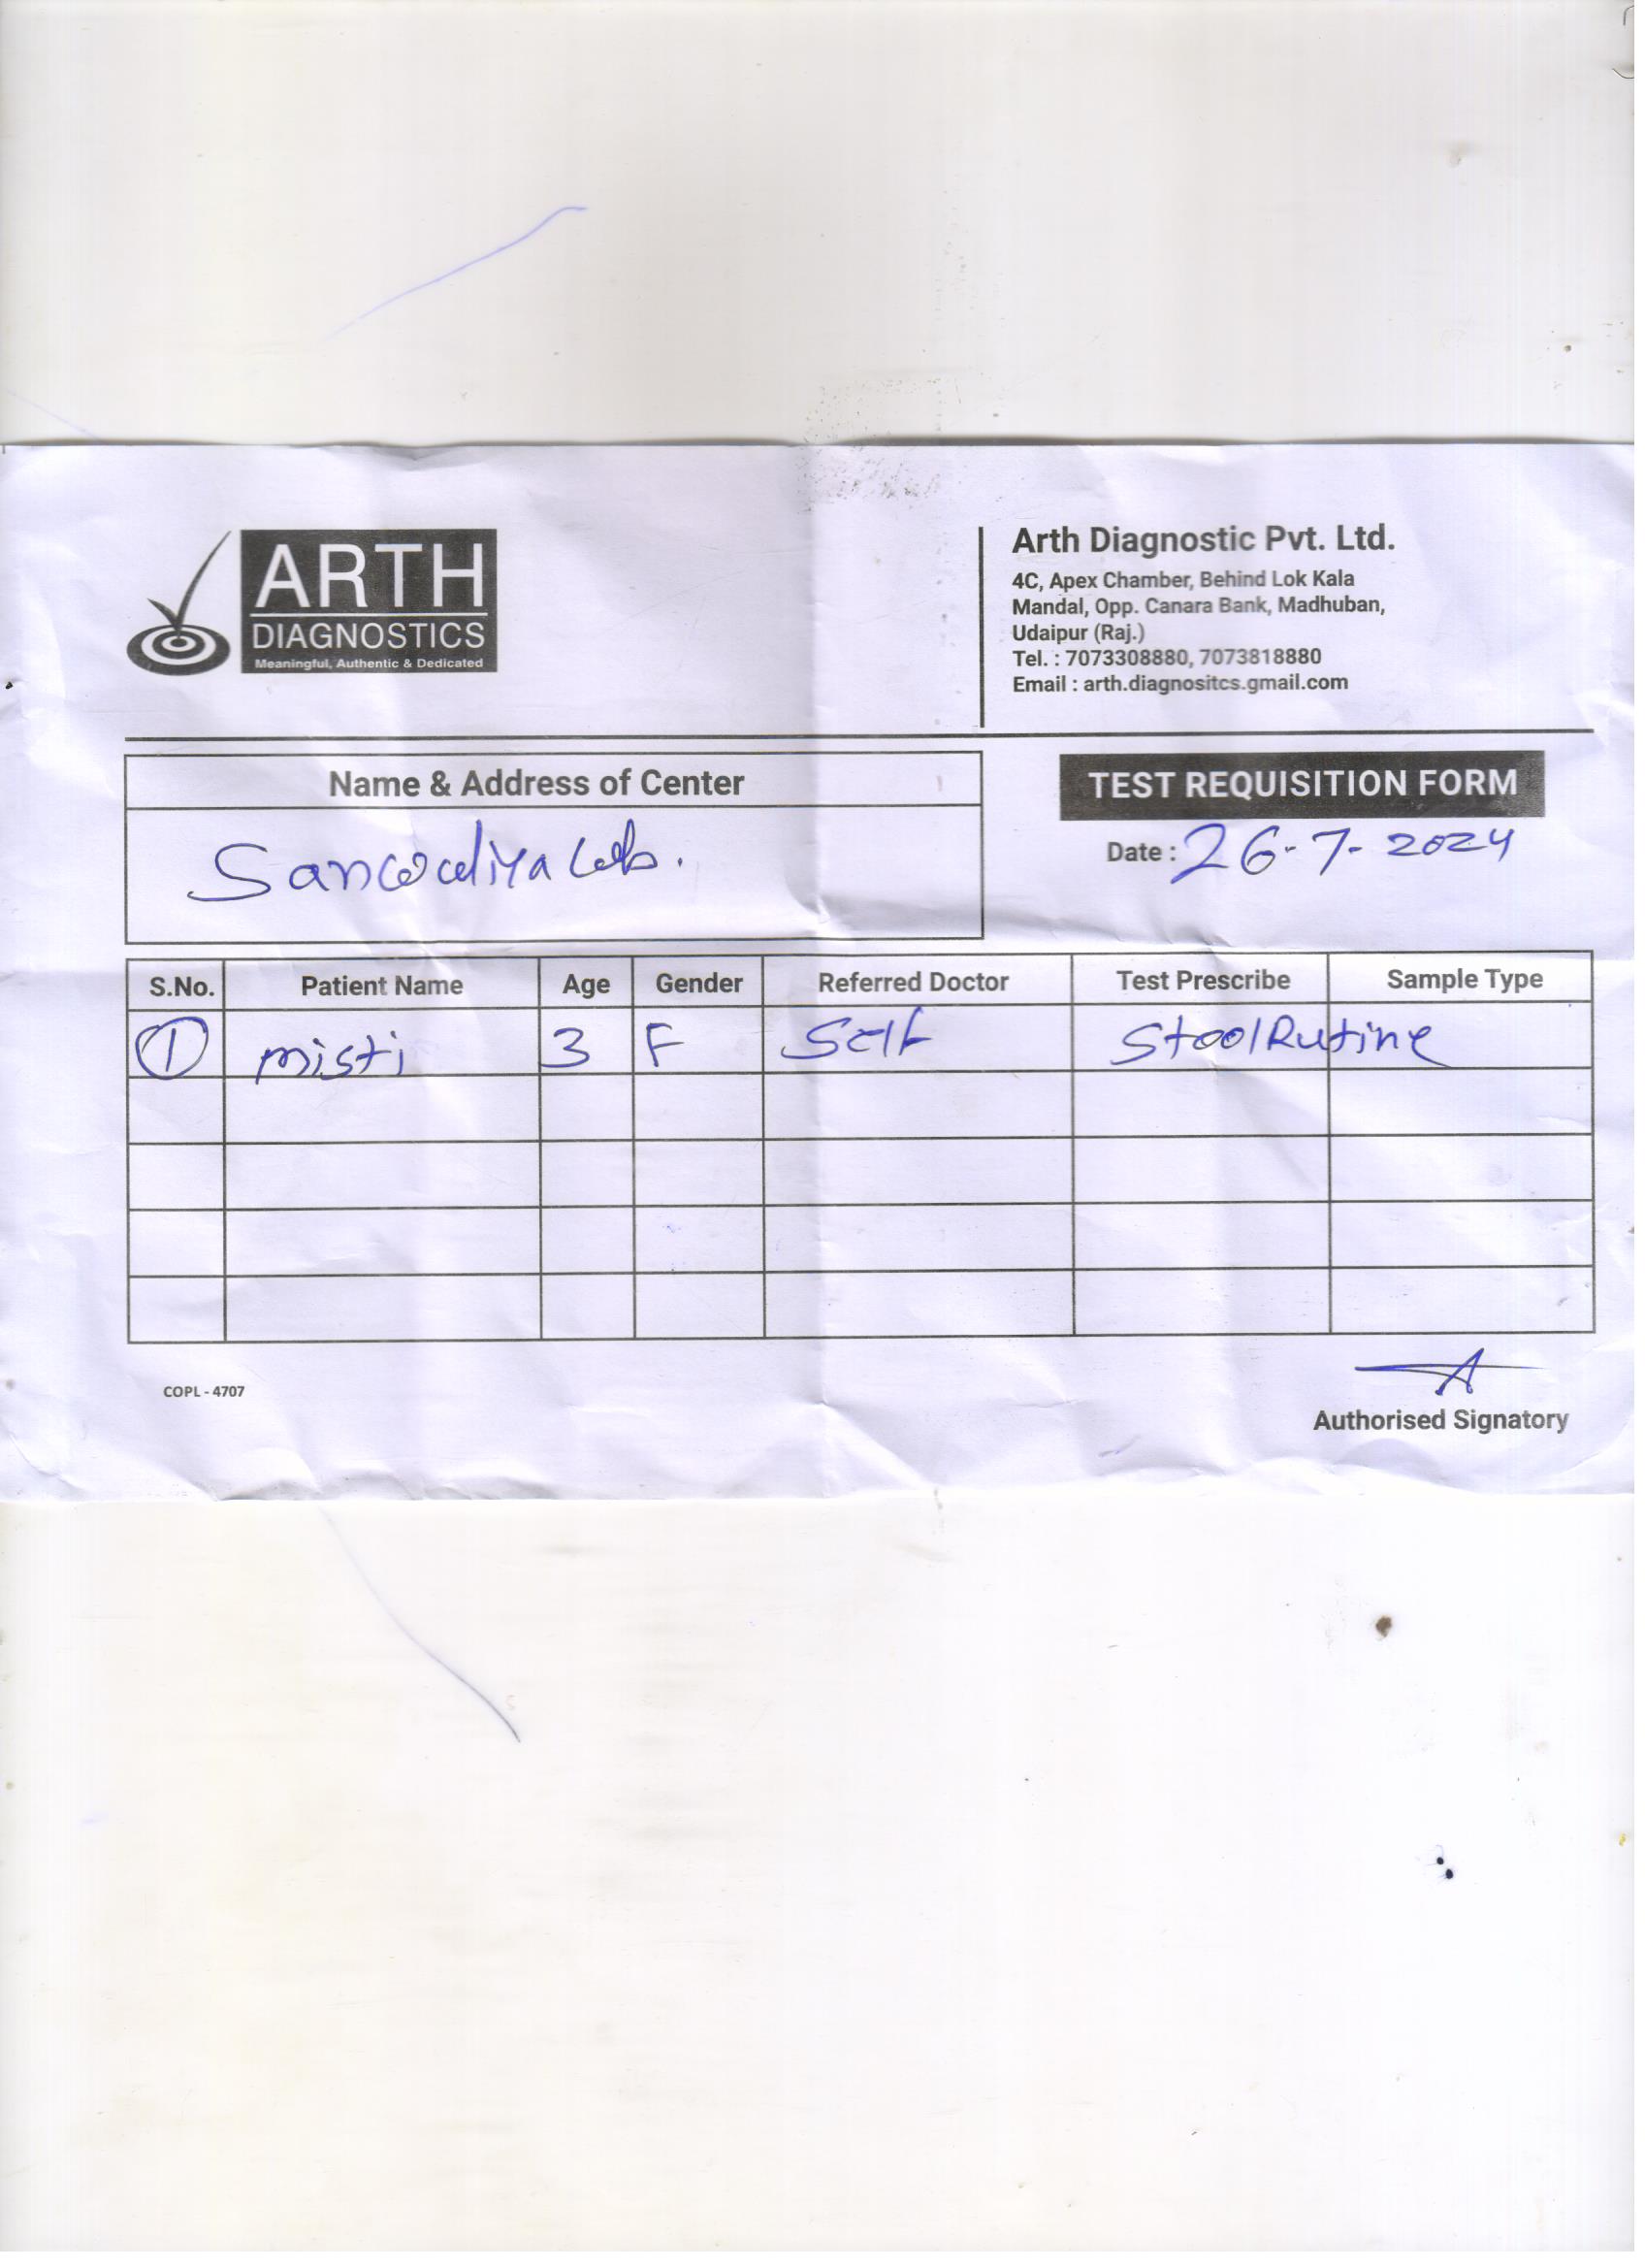 ARTH
DIAGNOSTICS
Meaningful, Authentic & Dedicated
Arth Diagnostic Pvt. Ltd.
4C, Apex Chamber, Behind Lok Kala
Mandal, Opp. Canara Bank, Madhuban,
Udaipur (Raj.)
Tel. : 7073308880, 7073818880
Email : arth.diagnositcs.gmail.com
Name & Address of Center
Lab.
TEST REQUISITION FORM
Date : 26-7-2024
S.No. Patient Name Age Gender Referred Doctor Test Prescribe Sample Type
1 misti 3 F Self Stool Rutine
COPL - 4707
Authorised Signatory